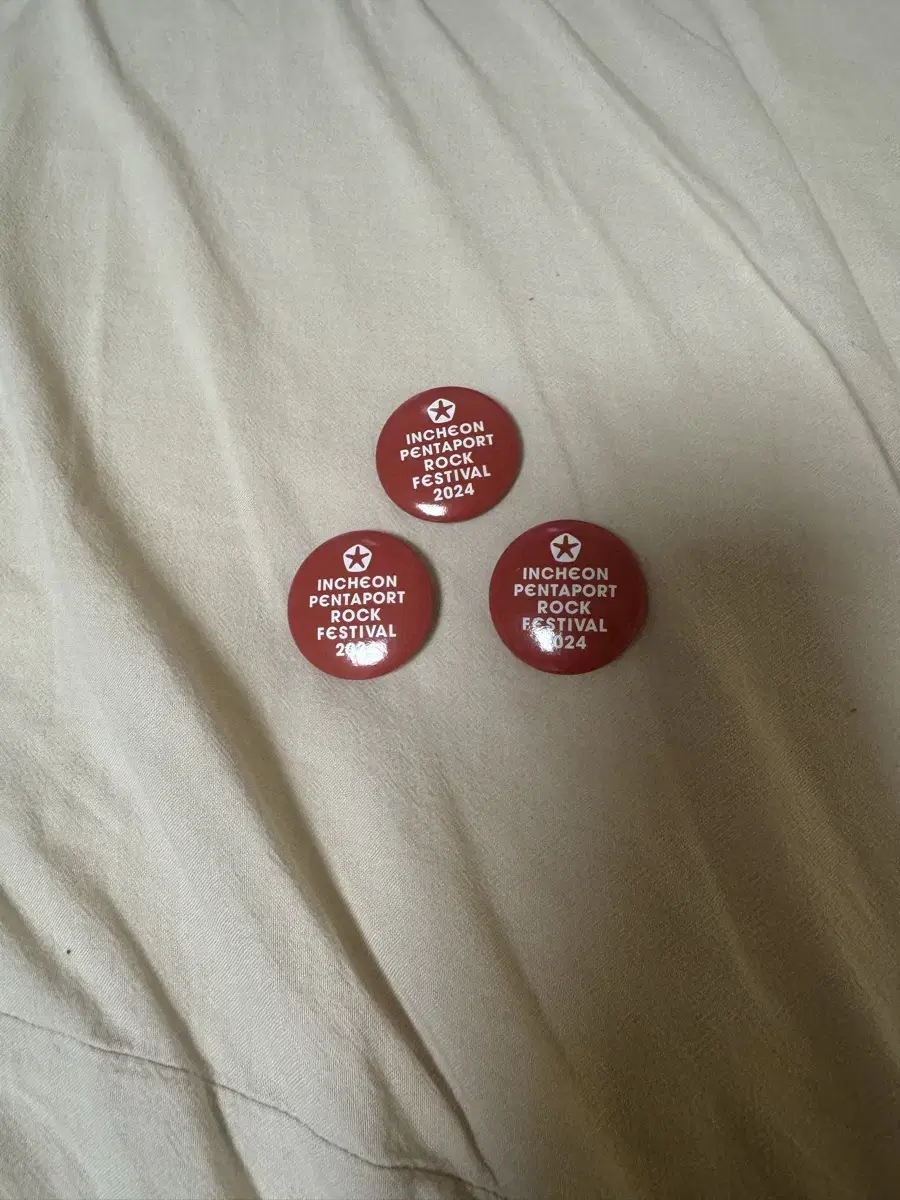 INCHEON
PENTAPORT
ROCK
FESTIVAL
2024
INCHEON
PENTAPORT
ROCK
FESTIVAL
INCHEON
PENTAPORT
ROCK
FESTIVAL
2024